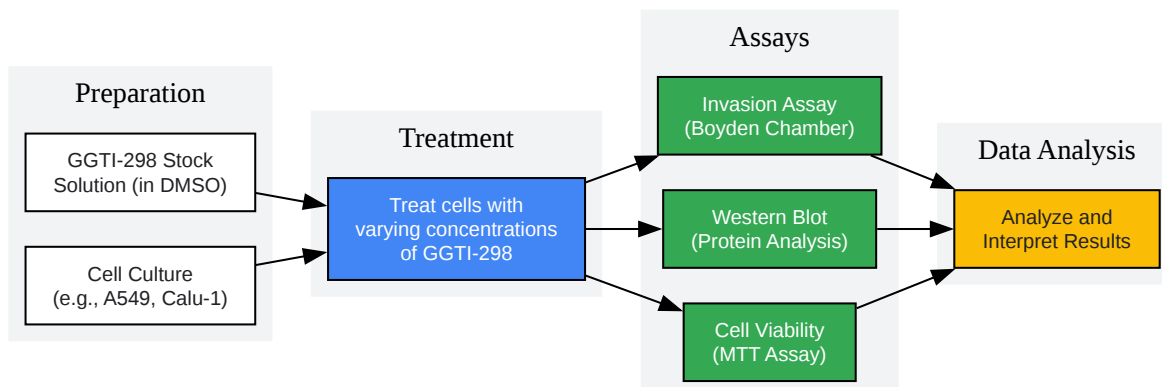 Preparation
GGTI-298 Stock
Solution (in DMSO)
Cell Culture
(e.g., A549, Calu-1)
Treatment
Treat cells with
varying concentrations
of GGTI-298
Assays
Invasion Assay
(Boyden Chamber)
Western Blot
(Protein Analysis)
Cell Viability
(MTT Assay)
Data Analysis
Analyze and
Interpret Results